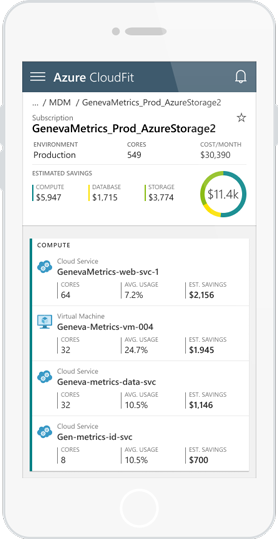 Azure CloudFit
... / MDM / GenevaMetrics_Prod_AzureStorage2
Subscription
GenevaMetrics_Prod_AzureStorage2
ENVIRONMENT CORES COST/MONTH
Production 549 $30,390
ESTIMATED SAVINGS
COMPUTE DATABASE STORAGE
$5,947 $1,715 $3,774
$11.4k
COMPUTE
Cloud Service
GenevaMetrics-web-svc-1
CORES AVG. USAGE EST. SAVINGS
64 7.2% $2,156
Virtual Machine
Geneva-Metrics-vm-004
CORES AVG. USAGE EST. SAVINGS
32 24.7% $1.945
Cloud Service
Geneva-metrics-data-svc
CORES AVG. USAGE EST. SAVINGS
32 10.5% $1,146
Cloud Service
Gen-metrics-id-svc
CORES AVG. USAGE EST. SAVINGS
8 10.5% $700